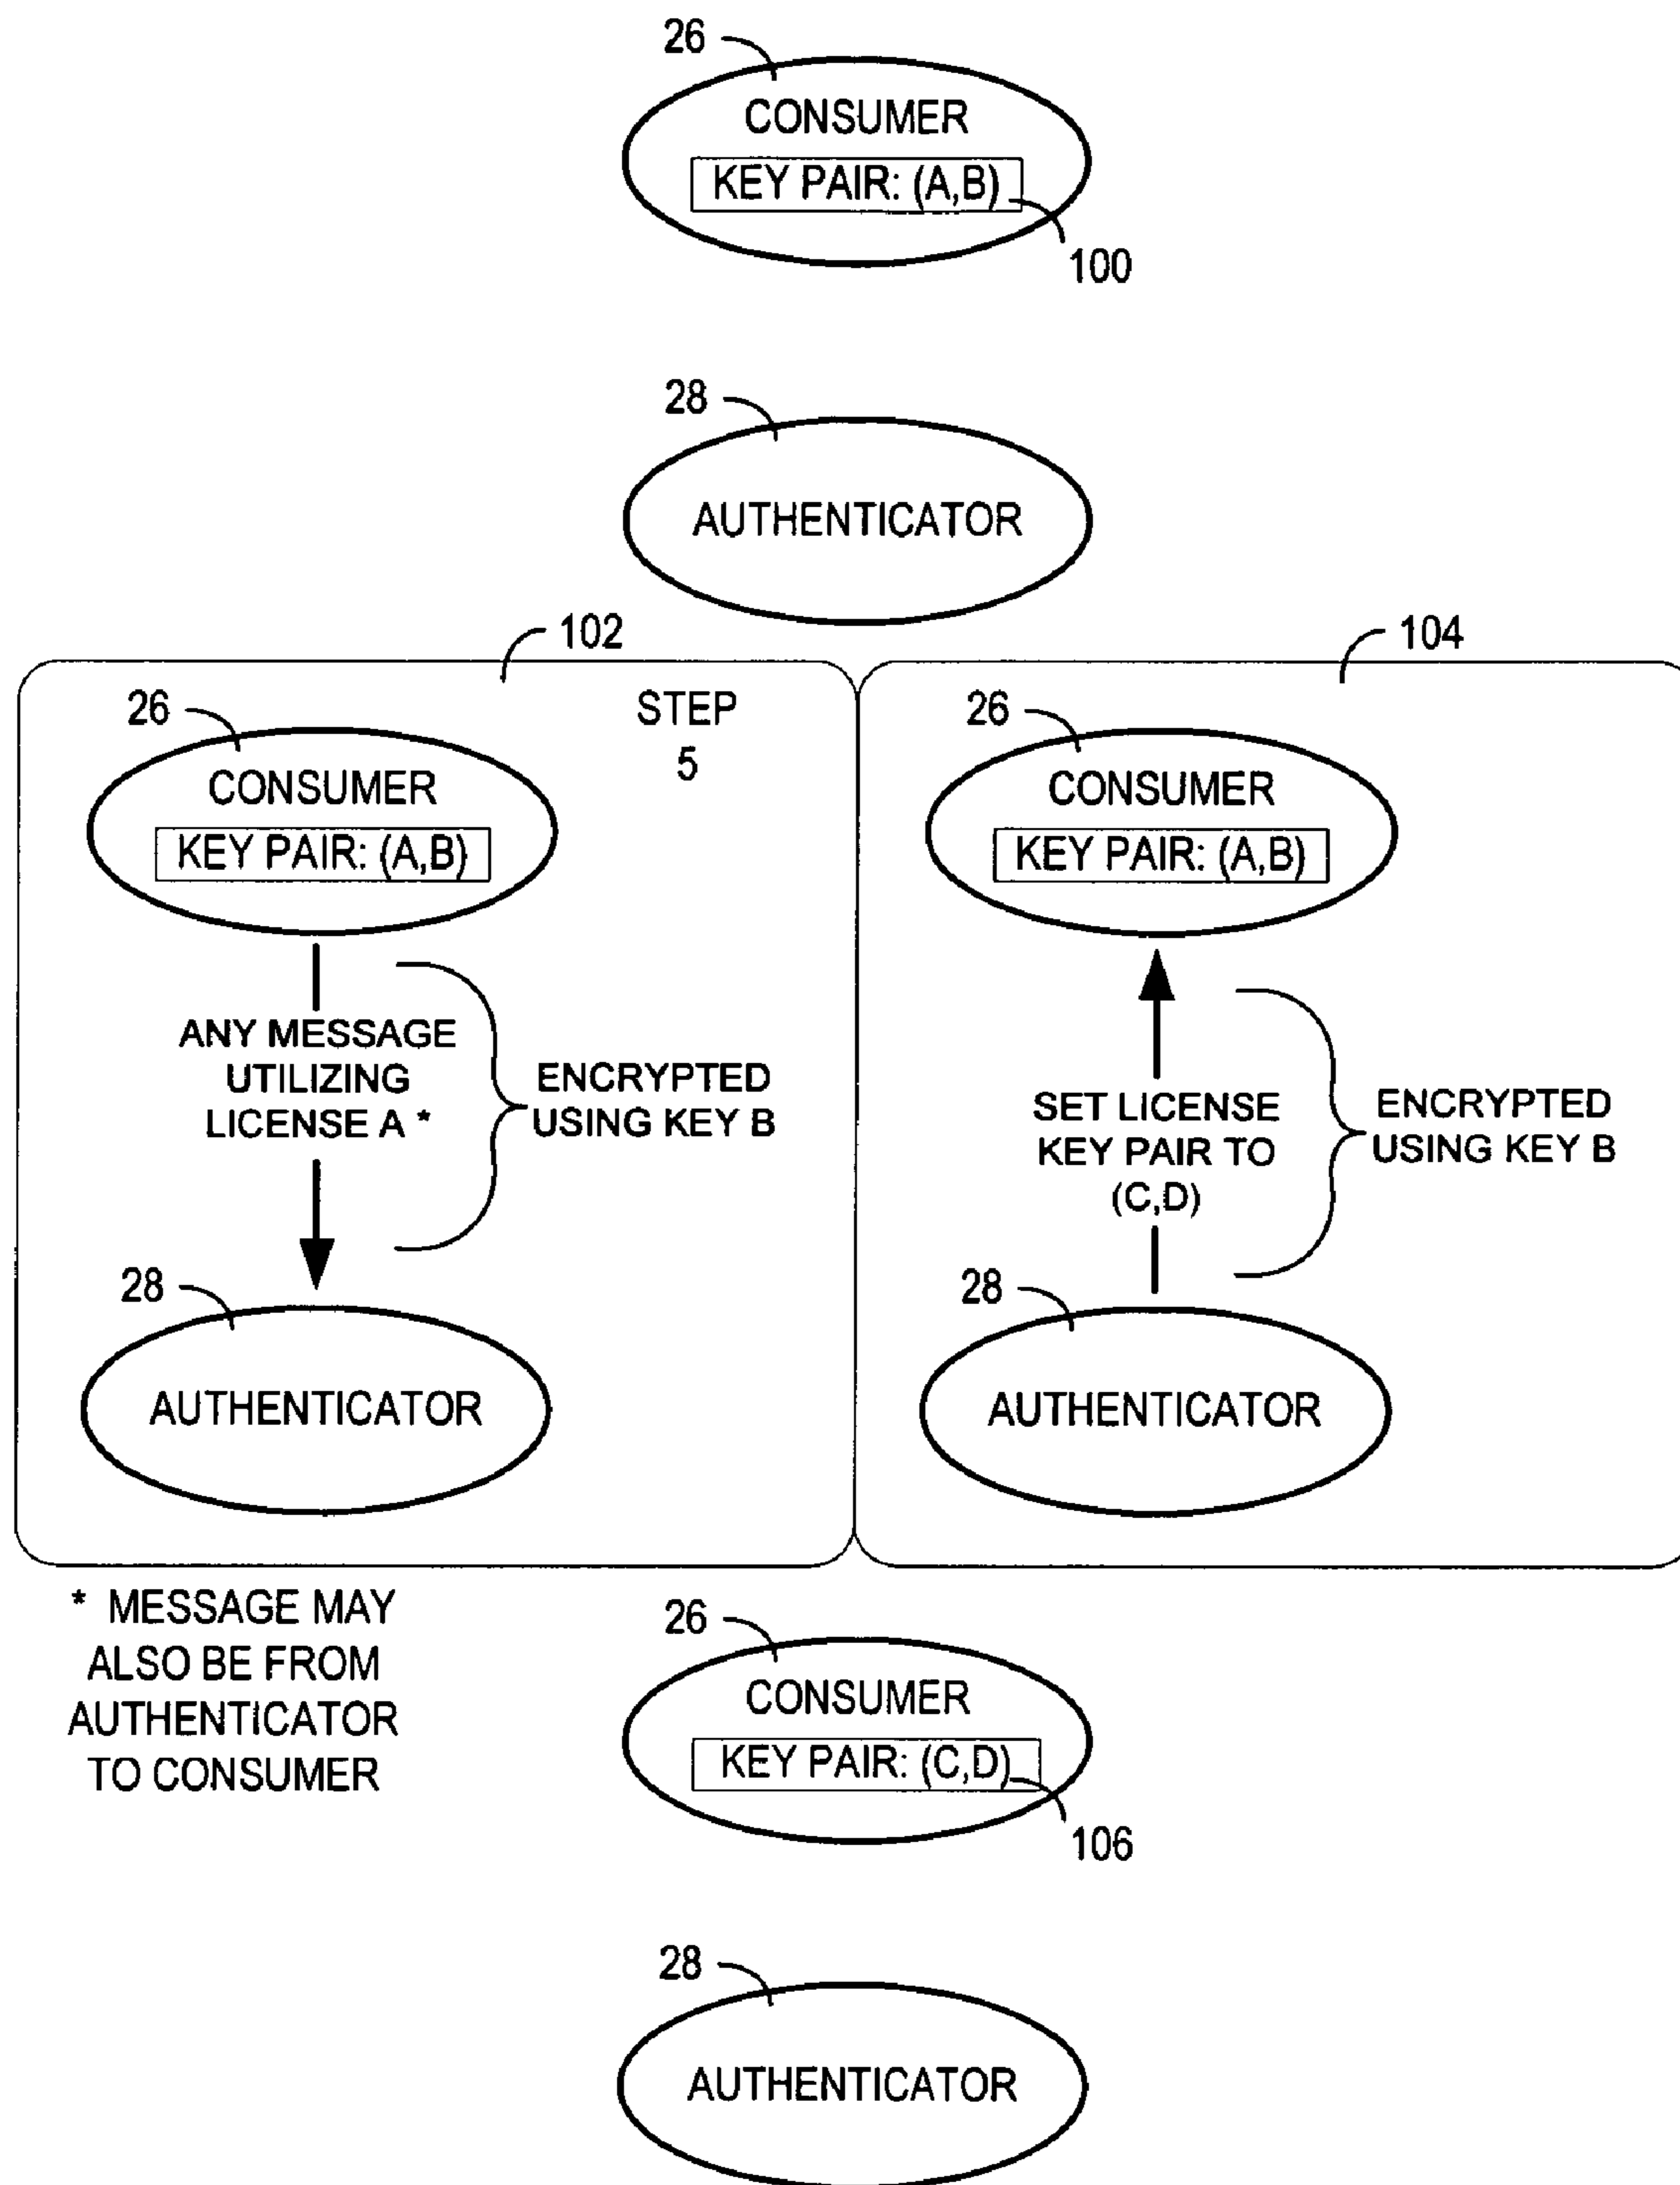 26
CONSUMER
KEY PAIR: (A,B)
100
28
AUTHENTICATOR
102
STEP
5
26
CONSUMER
KEY PAIR: (A,B)
ANY MESSAGE
UTILIZING
LICENSE A *
ENCRYPTED
USING KEY B
28
AUTHENTICATOR
104
26
CONSUMER
KEY PAIR: (A,B)
SET LICENSE
KEY PAIR TO
(C,D)
ENCRYPTED
USING KEY B
28
AUTHENTICATOR
* MESSAGE MAY
ALSO BE FROM
AUTHENTICATOR
TO CONSUMER
26
CONSUMER
KEY PAIR: (C,D)
106
28
AUTHENTICATOR